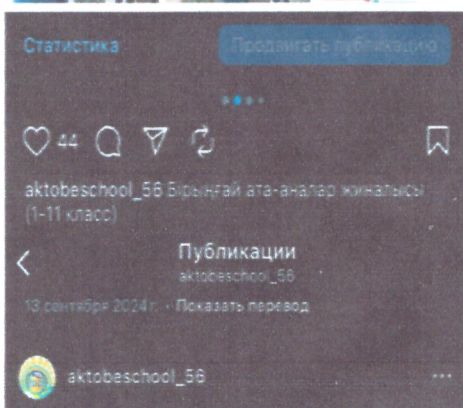 Статистика
Продвигать публикацию
44
aktobeschool_56 Бірыңғай ата-аналар жиналысы
(1-11 класс)
Публикации
aktobeschool_56
13 сентября 2024 г. • Показать перевод
aktobeschool_56